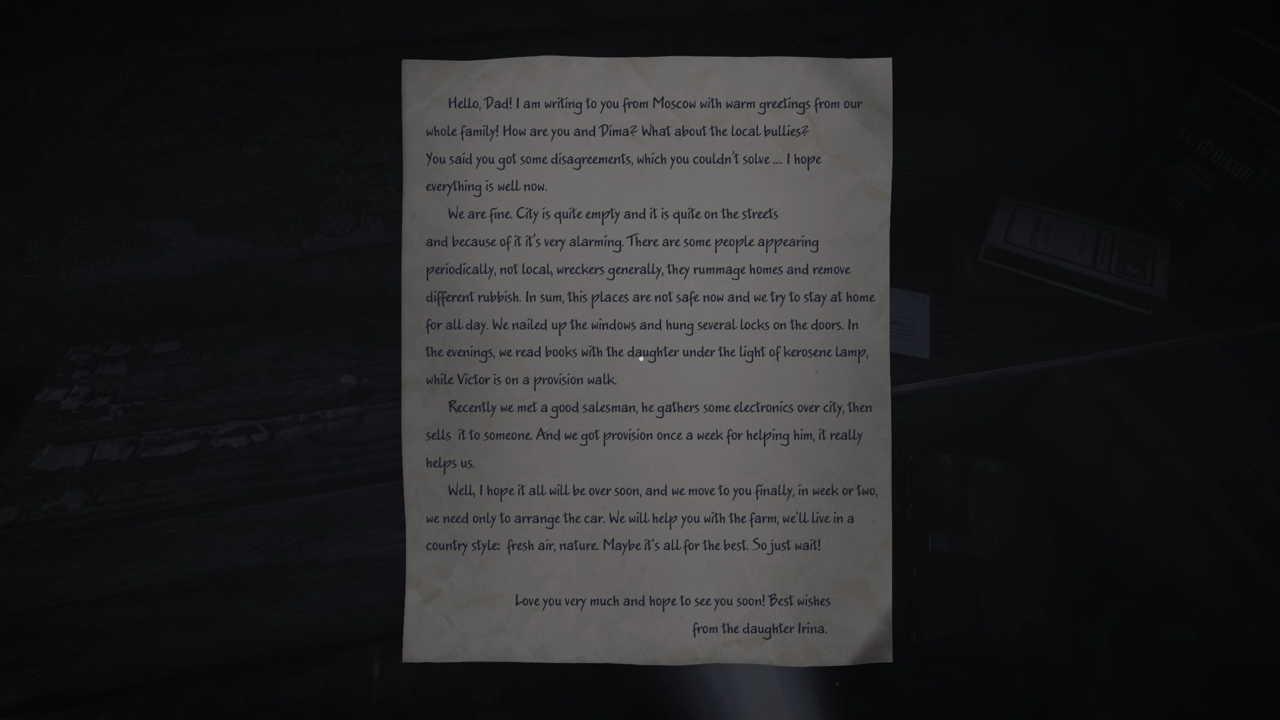 Hello, Dad! I am writing to you from Moscow with warm greetings from our
whole family! How are you and Dima? What about the local bullies?
You said you got some disagreements, which you couldn't solve .... I hope
everything is well now.
We are fine. City is quite empty and it is quite on the streets
and because of it it's very alarming. There are some people appearing
periodically, not local, wreckers generally, they rummage homes and remove
different rubbish. In sum, this places are not safe now and we try to stay at home
for all day. We nailed up the windows and hung several locks on the doors. In
the evenings, we read books with the daughter under the light of kerosene lamp,
while Victor is on a provision walk.
Recently we met a good salesman, he gathers some electronics over city, then
sells it to someone. And we got provision once a week for helping him, it really
helps us.
Well, I hope it all will be over soon, and we move to you finally, in week or two,
we need only to arrange the car. We will help you with the farm, we'll live in a
country style: fresh air, nature. Maybe it's all for the best. So just wait!
Love you very much and hope to see you soon! Best wishes
from the daughter Irina.